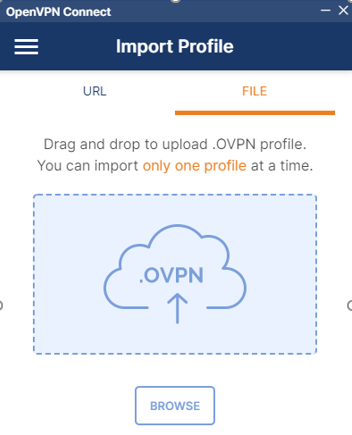 OpenVPN Connect
Import Profile
URL
FILE
Drag and drop to upload .OVPN profile.
You can import only one profile at a time.
.OVPN
BROWSE